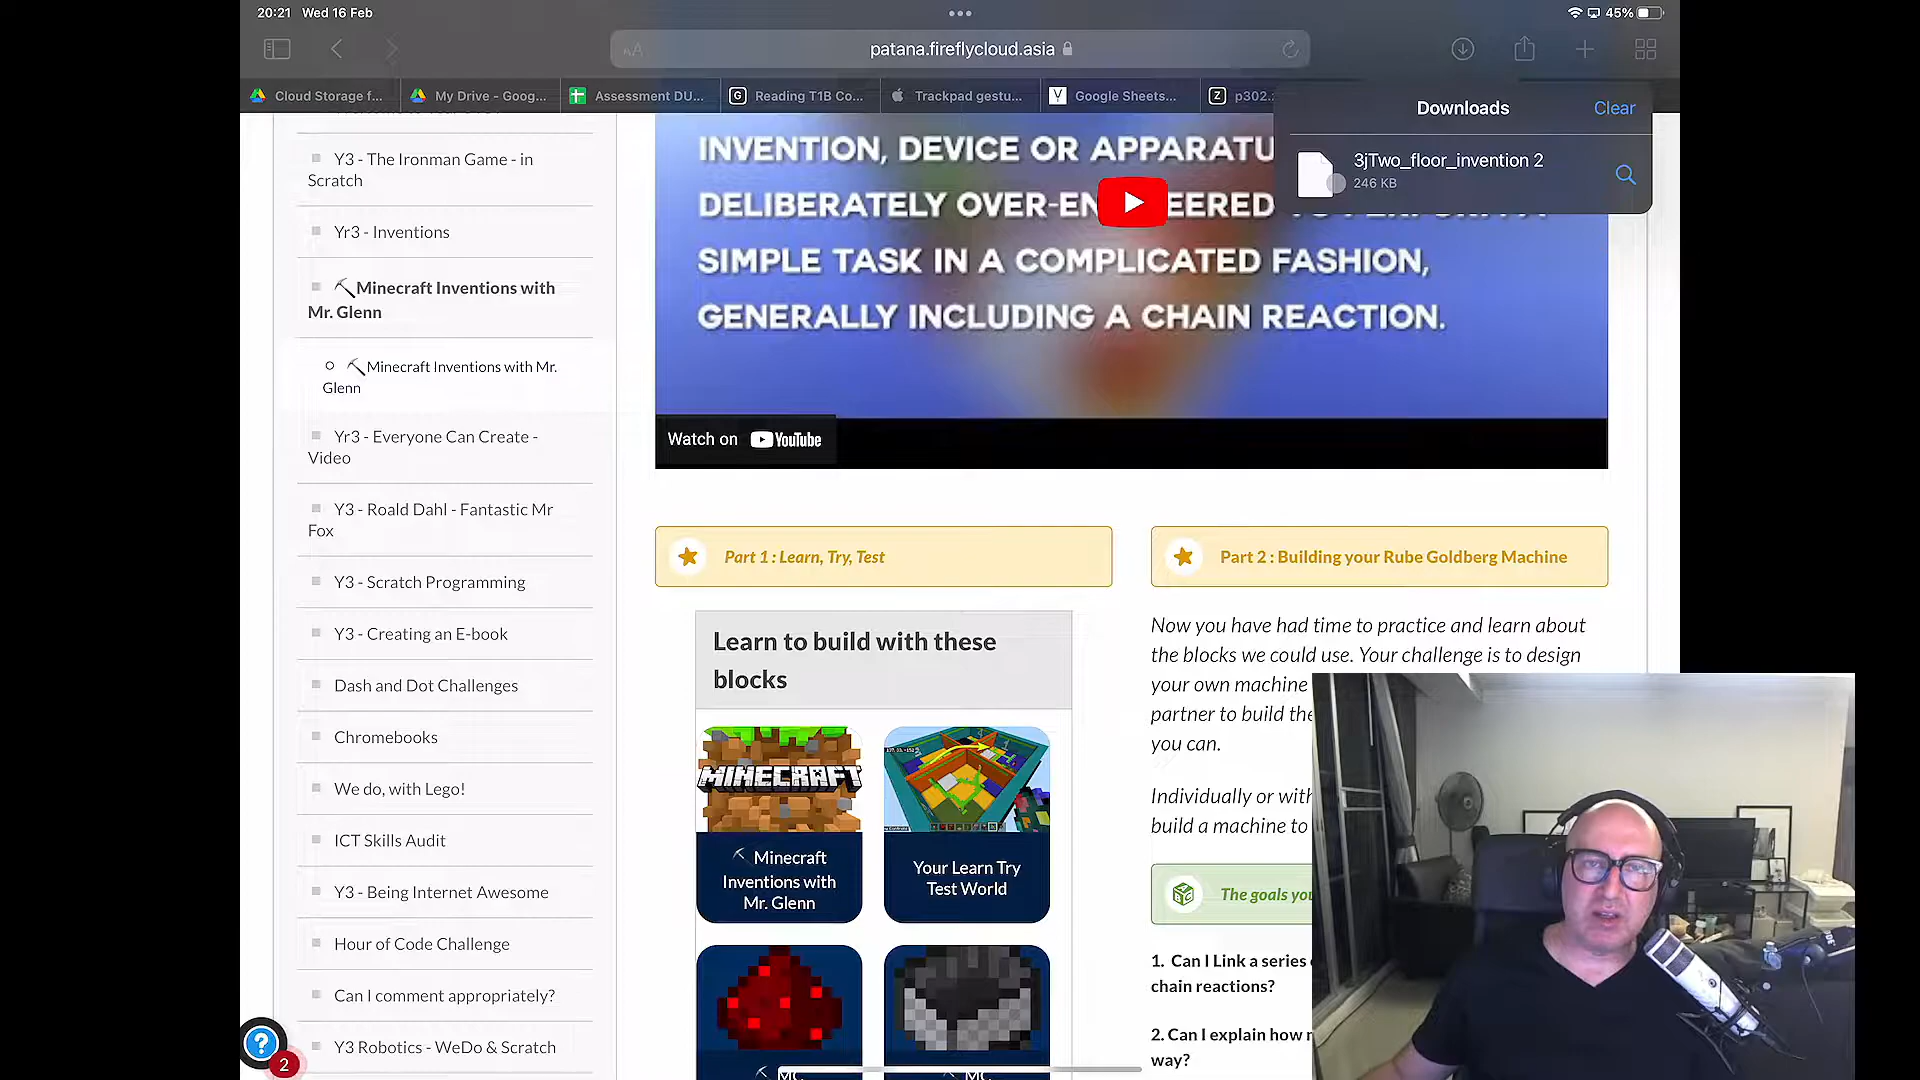 20:21 Wed 16 Feb
45%
AA
patana.fireflycloud.asia
Cloud Storage f...
My Drive - Goog...
Assessment DU...
Reading T1B Co...
Trackpad gestu...
Google Sheets...
Downloads
Clear
3jTwo_floor_invention 2
246 KB
Y3 - The Ironman Game - in
Scratch
Yr3 - Inventions
Minecraft Inventions with
Mr. Glenn
Minecraft Inventions with Mr.
Glenn
Yr3 - Everyone Can Create -
Video
Y3 - Roald Dahl - Fantastic Mr
Fox
Y3 - Scratch Programming
Y3 - Creating an E-book
Dash and Dot Challenges
Chromebooks
We do, with Lego!
ICT Skills Audit
Y3 - Being Internet Awesome
Hour of Code Challenge
Can I comment appropriately?
Y3 Robotics - WeDo & Scratch
?
2
INVENTION, DEVICE OR
DELIBERATELY
SIMPLE TASK IN A COMPLICATED FASHION,
GENERALLY INCLUDING A CHAIN REACTION.
Watch on YouTube
Part 1 : Learn, Try, Test
Learn to build with these
blocks
MINECRAFT
Minecraft
Inventions with
Mr. Glenn
Your Learn Try
Test World
MC
MC
Part 2 : Building your Rube Goldberg Machine
Now you have had time to practice and learn about
the blocks we could use. Your challenge is to design
your own machine
partner to build
you can.
Individually or
build a machine to
The goals
1. Can I Link a series
chain reactions?
2. Can I explain how
way?